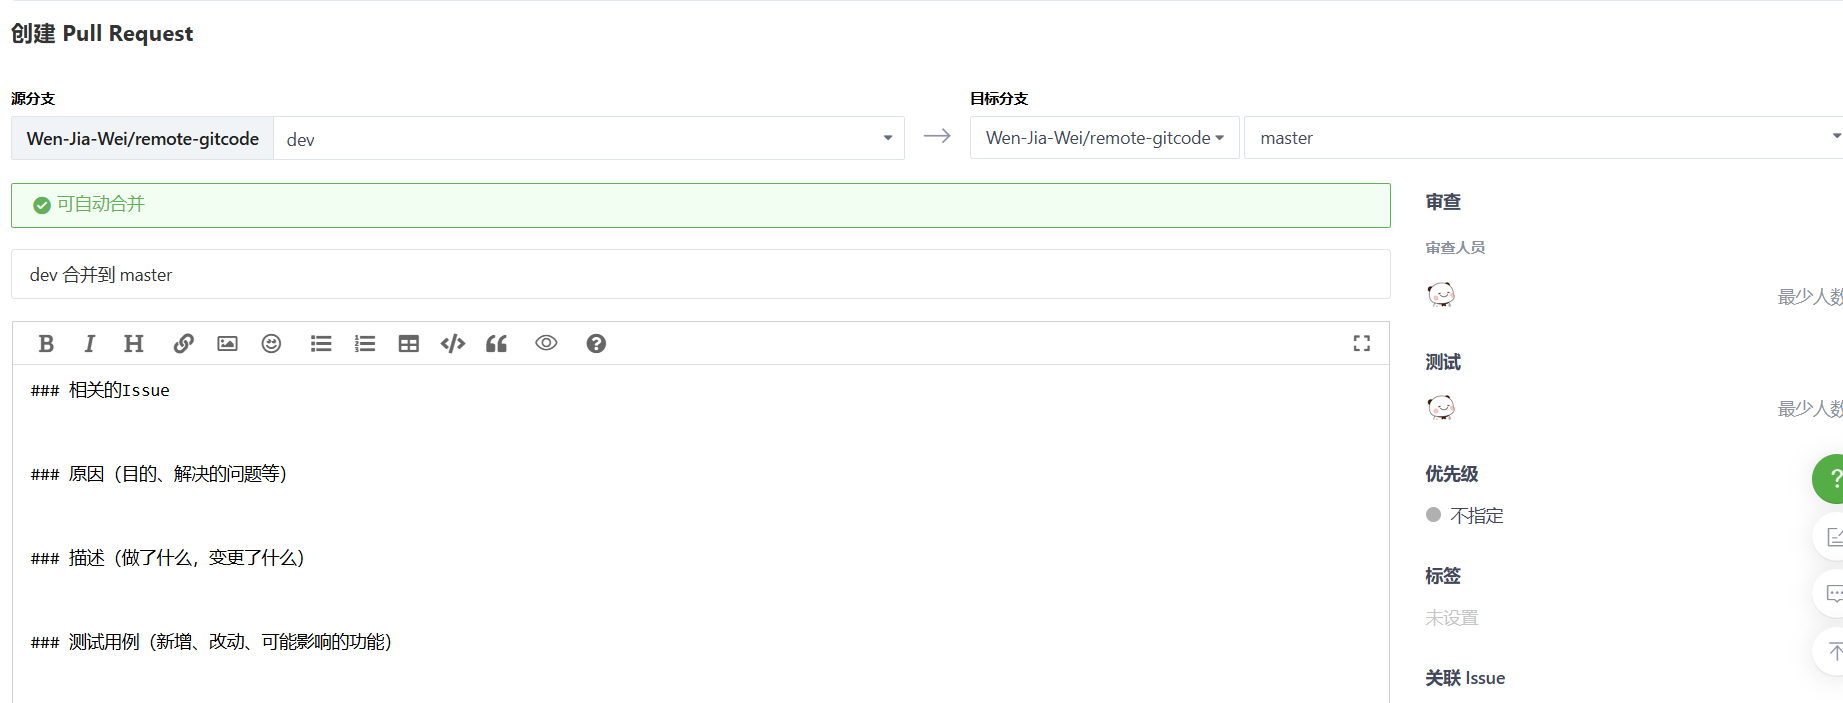 创建 Pull Request
源分支
目标分支
Wen-Jia-Wei/remote-gitcode
dev
Wen-Jia-Wei/remote-gitcode
master
可自动合并
dev 合并到 master
### 相关的Issue
### 原因（目的、解决的问题等）
### 描述（做了什么，变更了什么）
### 测试用例（新增、改动、可能影响的功能）
审查
审查人员
最少人数
测试
最少人数
优先级
不指定
标签
未设置
关联 Issue